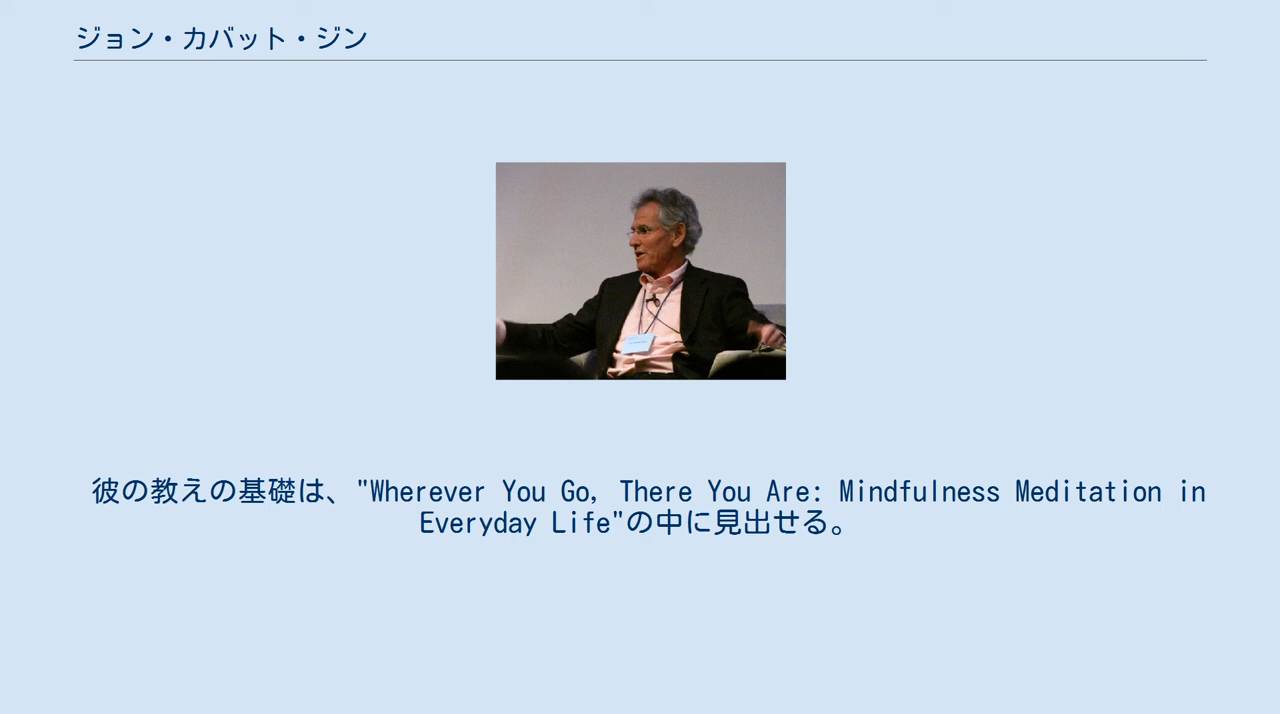 ジョン・カバット・ジン
彼の教えの基礎は、"Wherever You Go, There You Are: Mindfulness Meditation in
Everyday Life"の中に見出せる。